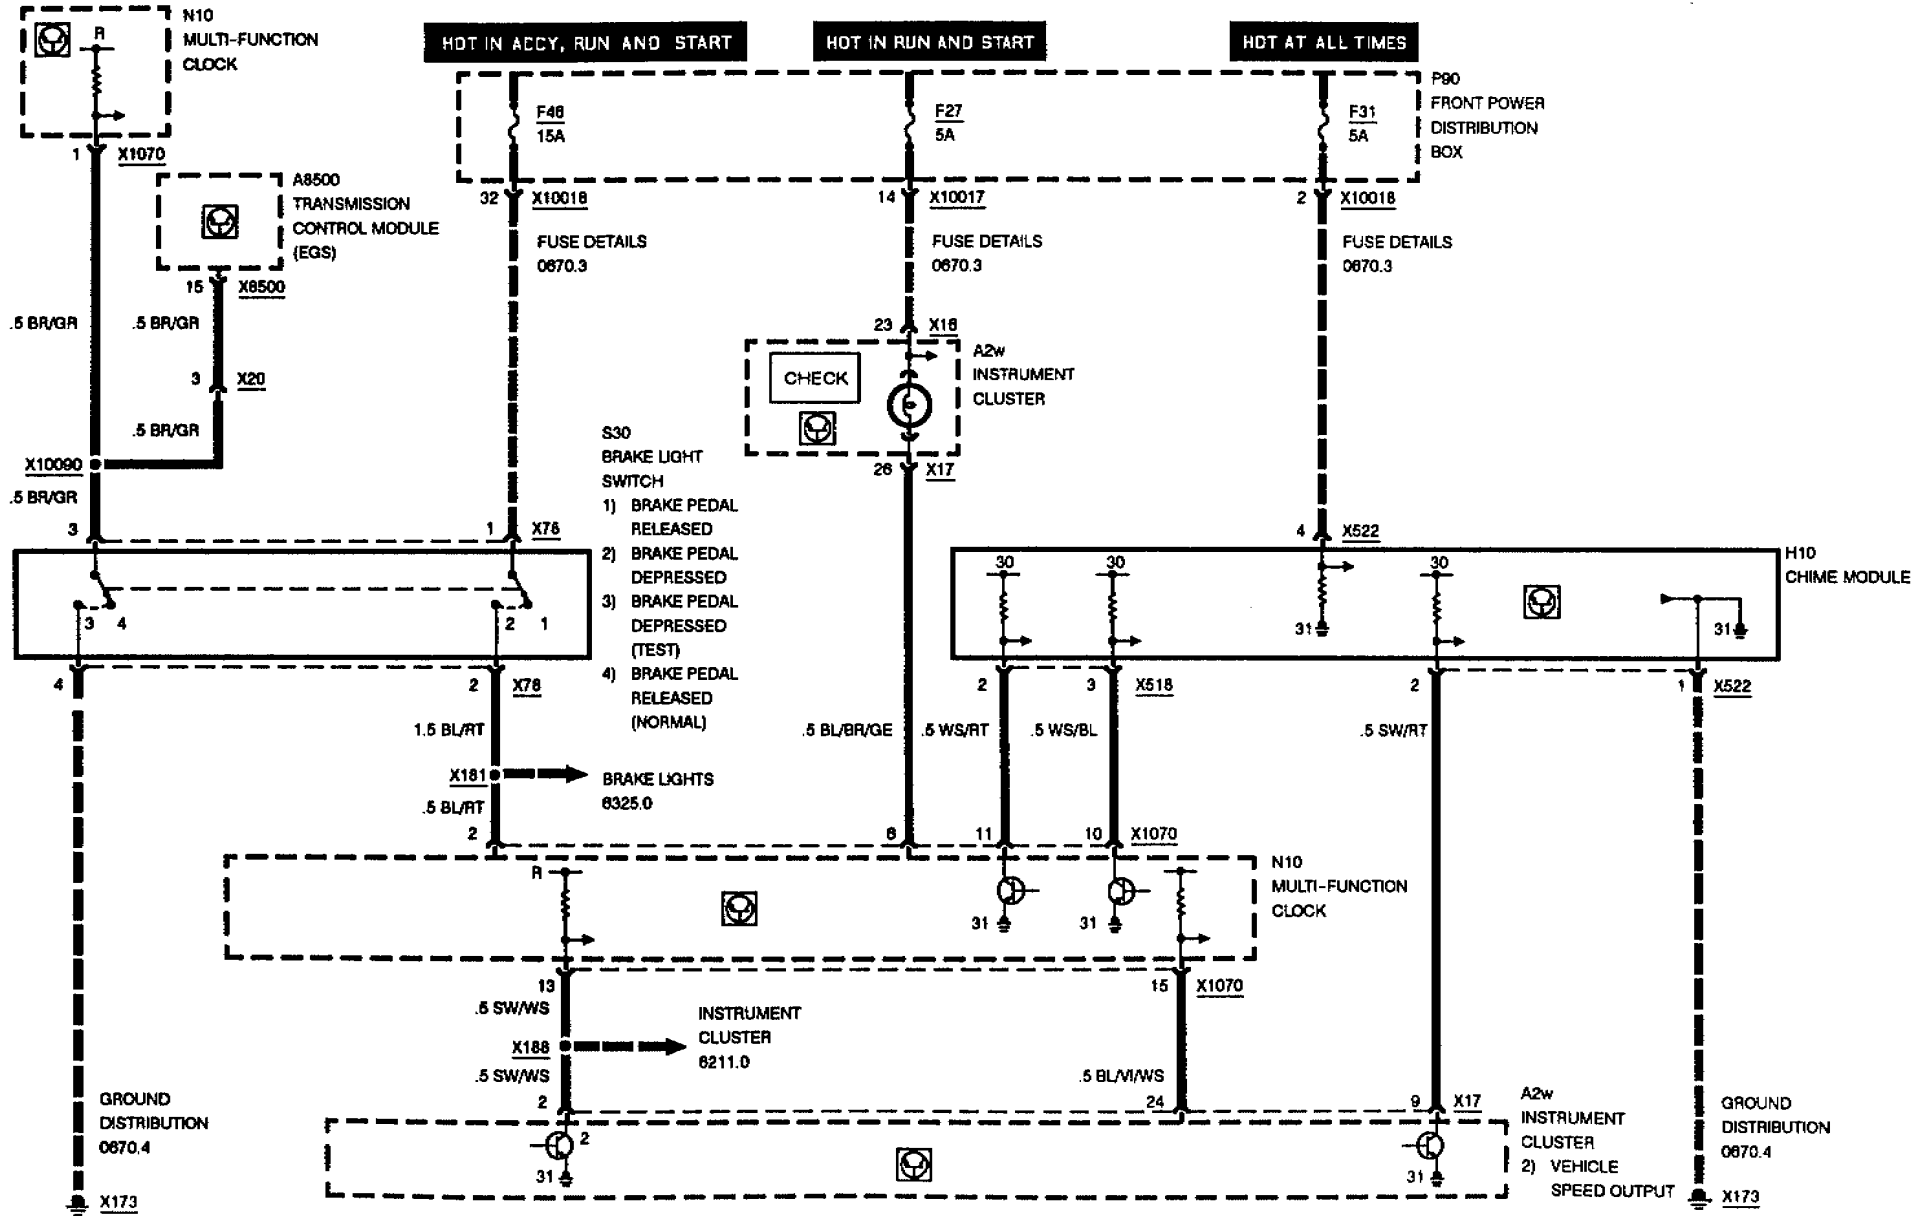 N10
MULTI-FUNCTION
CLOCK
R
1
X1070
A8500
TRANSMISSION
CONTROL MODULE
(EGS)
15
X8500
.5 BR/GR
.5 BR/GR
3
X20
.5 BR/GR
X10090
.5 BR/GR
3
HOT IN ACCY, RUN AND START
HOT IN RUN AND START
HOT AT ALL TIMES
P90
FRONT POWER
DISTRIBUTION
BOX
F46
15A
F27
5A
F31
5A
32
X10016
14
X10017
2
X10016
FUSE DETAILS
0670.3
FUSE DETAILS
0670.3
FUSE DETAILS
0670.3
23
X16
CHECK
A2w
INSTRUMENT
CLUSTER
26
X17
S30
BRAKE LIGHT
SWITCH
1) BRAKE PEDAL
RELEASED
2) BRAKE PEDAL
DEPRESSED
3) BRAKE PEDAL
DEPRESSED
(TEST)
4) BRAKE PEDAL
RELEASED
(NORMAL)
1
X76
3
4
2
1
4
2
X76
4
X522
H10
CHIME MODULE
30
30
30
31
31
2
3
X518
2
1
X522
1.5 BL/RT
X181
BRAKE LIGHTS
6325.0
.5 BL/RT
.5 BL/BR/GE
.5 WS/RT
.5 WS/BL
.5 SW/RT
2
6
11
10
X1070
N10
MULTI-FUNCTION
CLOCK
R
31
31
13
15
X1070
.5 SW/WS
X188
INSTRUMENT
CLUSTER
6211.0
.5 SW/WS
.5 BL/VI/WS
2
24
9
X17
A2w
INSTRUMENT
CLUSTER
2) VEHICLE
SPEED OUTPUT
2
31
31
GROUND
DISTRIBUTION
0670.4
X173
GROUND
DISTRIBUTION
0670.4
X173